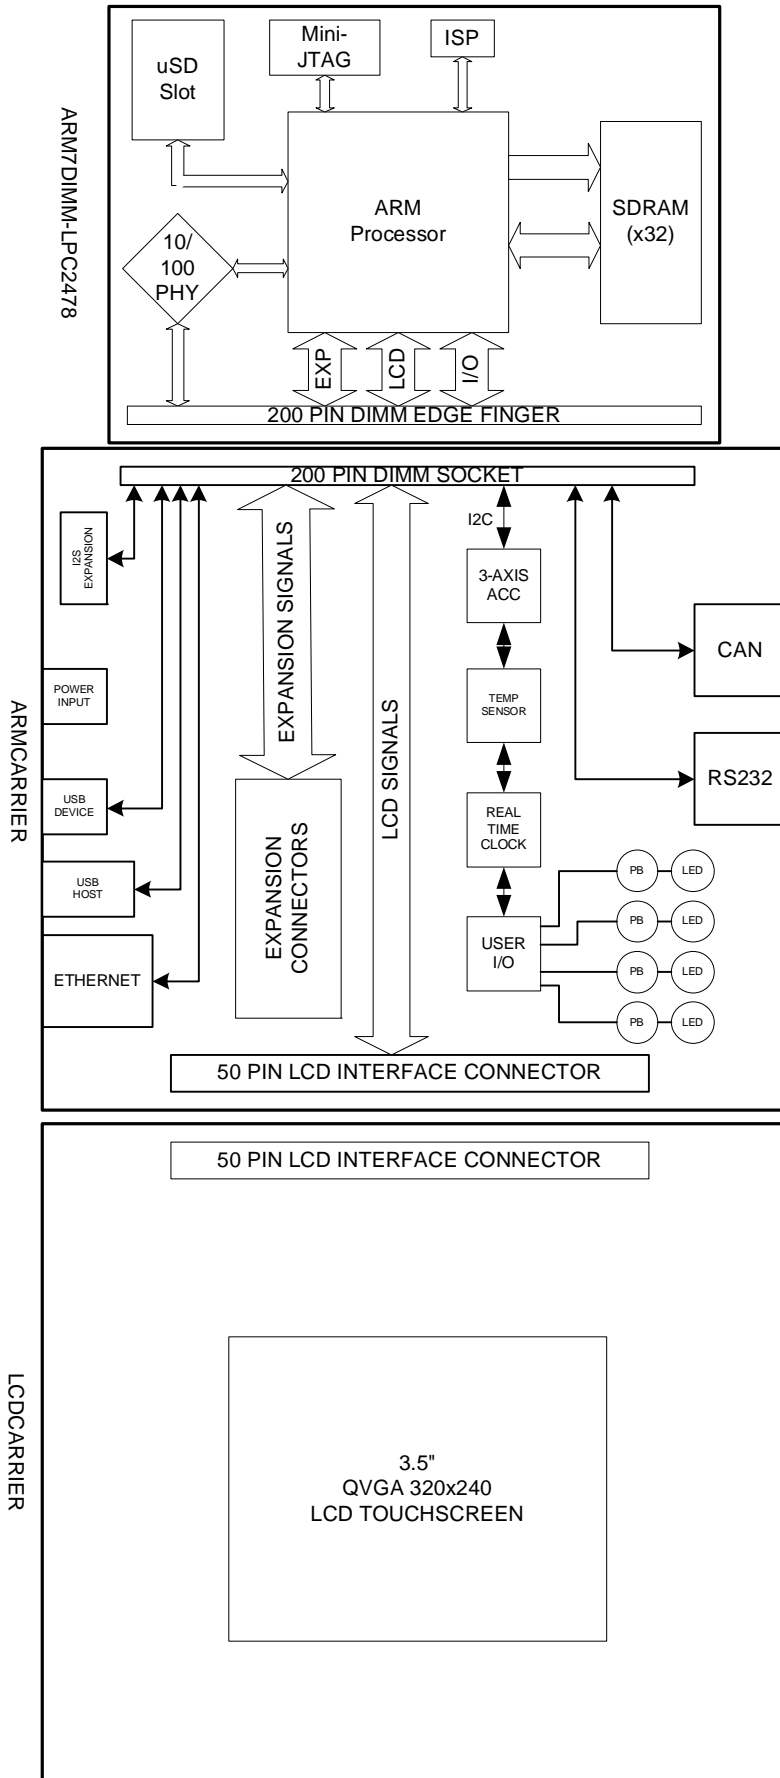 ARM7DIMM-LPC2478
uSD
Slot
Mini-
JTAG
ISP
ARM
Processor
SDRAM
(x32)
10/
100
PHY
EXP
LCD
I/O
200 PIN DIMM EDGE FINGER
ARMCARRIER
200 PIN DIMM SOCKET
I2S
EXPANSION
POWER
INPUT
USB
DEVICE
USB
HOST
ETHERNET
EXPANSION SIGNALS
EXPANSION
CONNECTORS
LCD SIGNALS
I2C
3-AXIS
ACC
TEMP
SENSOR
REAL
TIME
CLOCK
USER
I/O
CAN
RS232
PB
LED
PB
LED
PB
LED
PB
LED
50 PIN LCD INTERFACE CONNECTOR
LCDCARRIER
50 PIN LCD INTERFACE CONNECTOR
3.5"
QVGA 320x240
LCD TOUCHSCREEN